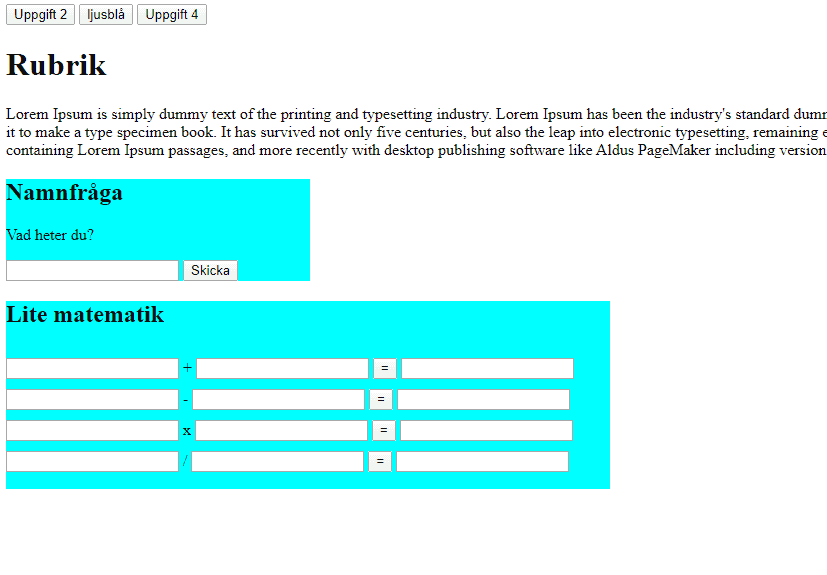 Uppgift 2 ljusblå Uppgift 4
Rubrik
Lorem Ipsum is simply dummy text of the printing and typesetting industry. Lorem Ipsum has been the industry's standard
it to make a type specimen book. It has survived not only five centuries, but also the leap into electronic typesetting, remaining
containing Lorem Ipsum passages, and more recently with desktop publishing software like Aldus PageMaker including version
Namnfråga
Vad heter du?
Skicka
Lite matematik
+ =
- =
x =
/ =